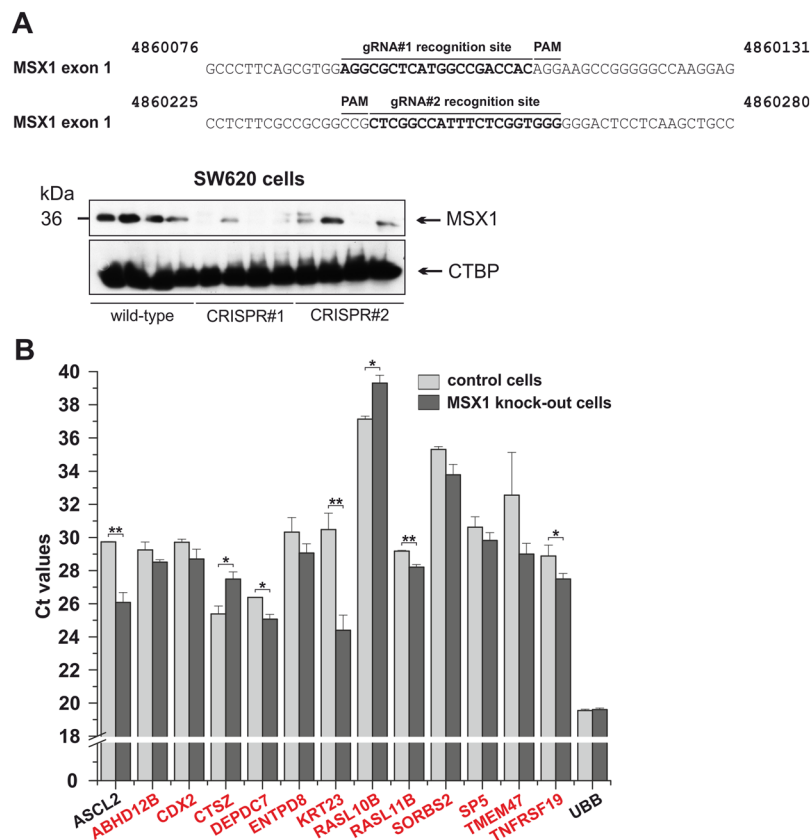 A
4860076 gRNA#1 recognition site PAM 4860131
MSX1 exon 1 GCCCTTCAGCGTGGAGGCGCTCATGGCCGACCACAGGAAGCCGGGGGCCAAGGAG
4860225 PAM gRNA#2 recognition site 4860280
MSX1 exon 1 CCTCTTCGCCGCGGCCGCTCGGCCATTTCTCGGTGGGGGGACTCCTCAAGCTGCC
SW620 cells
kDa
36
MSX1
CTBP
wild-type CRISPR#1 CRISPR#2
B
control cells
MSX1 knock-out cells
Ct values
40
38
36
34
32
30
28
26
24
22
20
18
0
** * * ** * ** *
ASCL2 ABHD12B CDX2 CTSZ DEPDC7 ENTPD8 KRT23 RASL10B RASL11B SORBS2 SP5 TMEM47 TNFRSF19 UBB